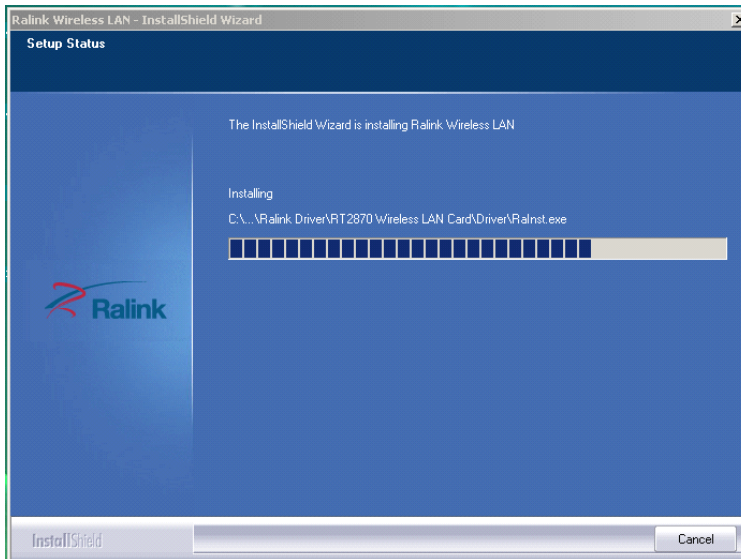 Ralink Wireless LAN - InstallShield Wizard
Setup Status
The InstallShield Wizard is installing Ralink Wireless LAN
Installing
C:\...\Ralink Driver\RT2870 Wireless LAN Card\Driver\RaInst.exe
Ralink
InstallShield
Cancel